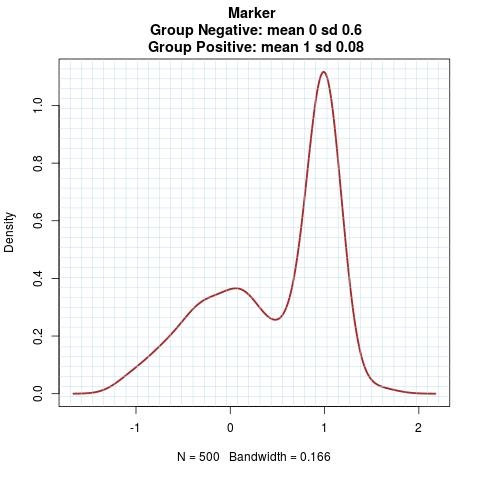 Marker
Group Negative: mean 0 sd 0.6
Group Positive: mean 1 sd 0.08
Density
1.0
0.8
0.6
0.4
0.2
0.0
-1 0 1 2
N = 500 Bandwidth = 0.166